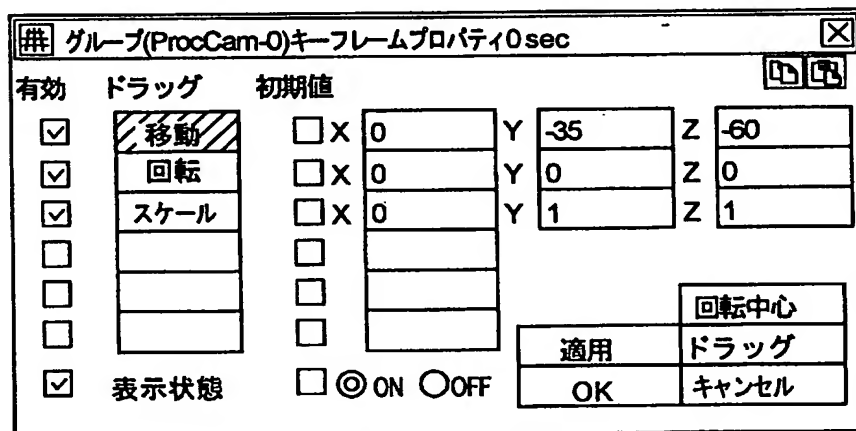 グループ(ProcCam-0)キーフレームプロパティ0sec
有効 ドラッグ 初期値
移動 X 0 Y -35 Z -60
回転 X 0 Y 0 Z 0
スケール X 0 Y 1 Z 1
回転中心
適用 ドラッグ
表示状態 ON OFF OK キャンセル